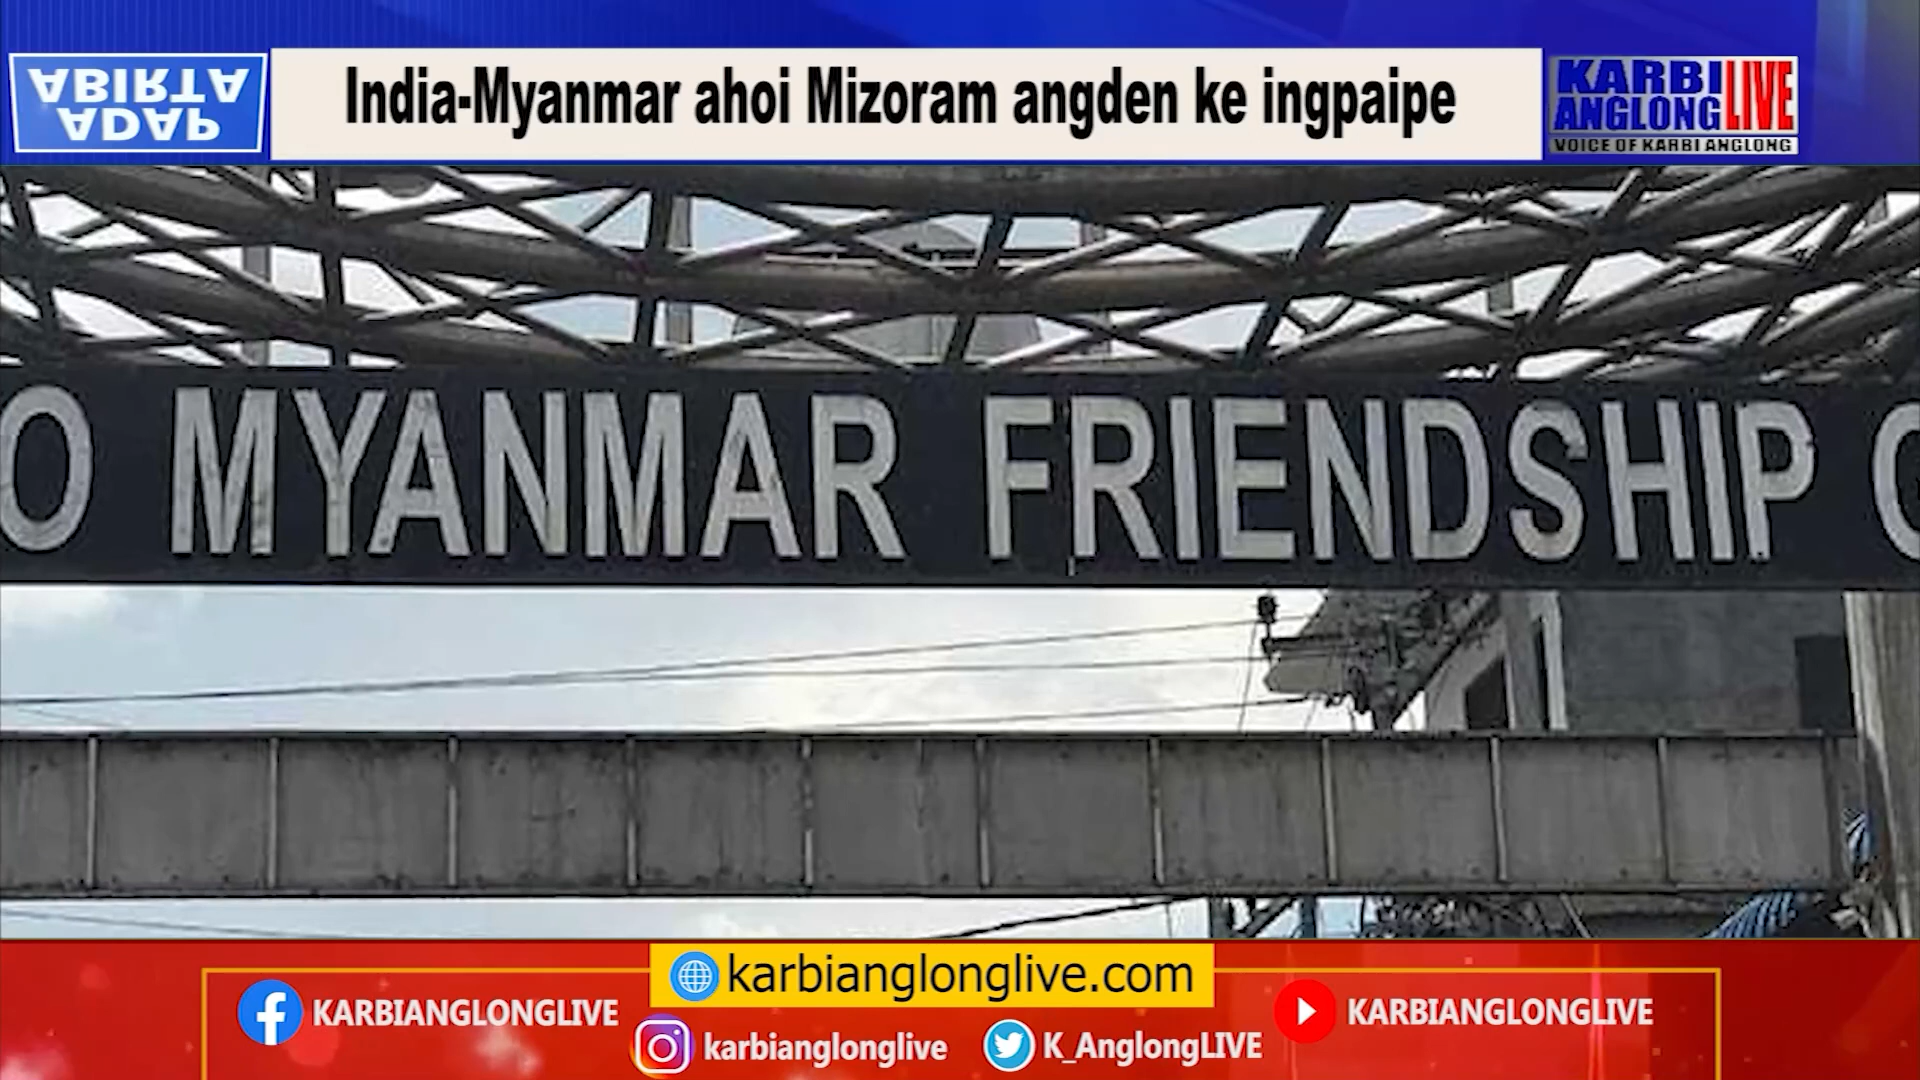 ABIRTA
ADAP
India-Myanmar ahoi Mizoram angden ke ingpaipe
KARBI
ANGLONG LIVE
VOICE OF KARBI ANGLONG
O MYANMAR FRIENDSHIP
karbianglonglive.com
KARBIANGLONGLIVE
karbianglonglive
K_AnglongLIVE
KARBIANGLONGLIVE